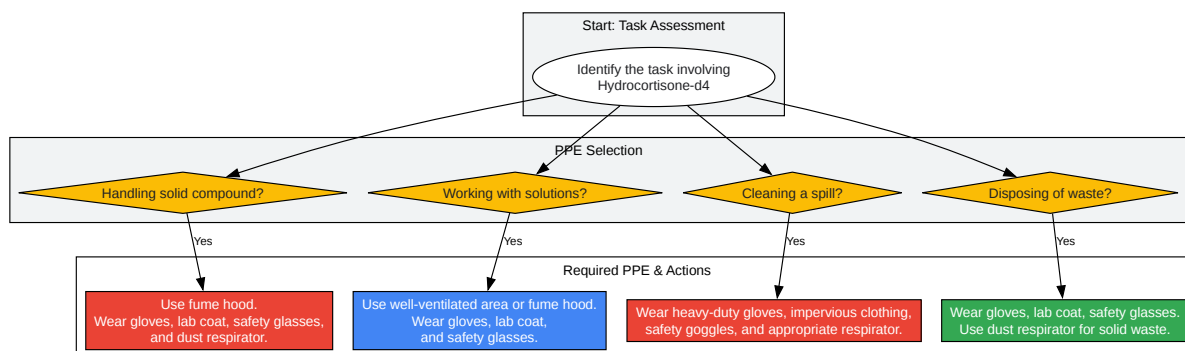 Start: Task Assessment
Identify the task involving
Hydrocortisone-d4
PPE Selection
Handling solid compound?
Working with solutions?
Cleaning a spill?
Disposing of waste?
Yes
Yes
Yes
Yes
Required PPE & Actions
Use fume hood.
Wear gloves, lab coat, safety glasses,
and dust respirator.
Use well-ventilated area or fume hood.
Wear gloves, lab coat,
and safety glasses.
Wear heavy-duty gloves, impervious clothing,
safety goggles, and appropriate respirator.
Wear gloves, lab coat, safety glasses.
Use dust respirator for solid waste.